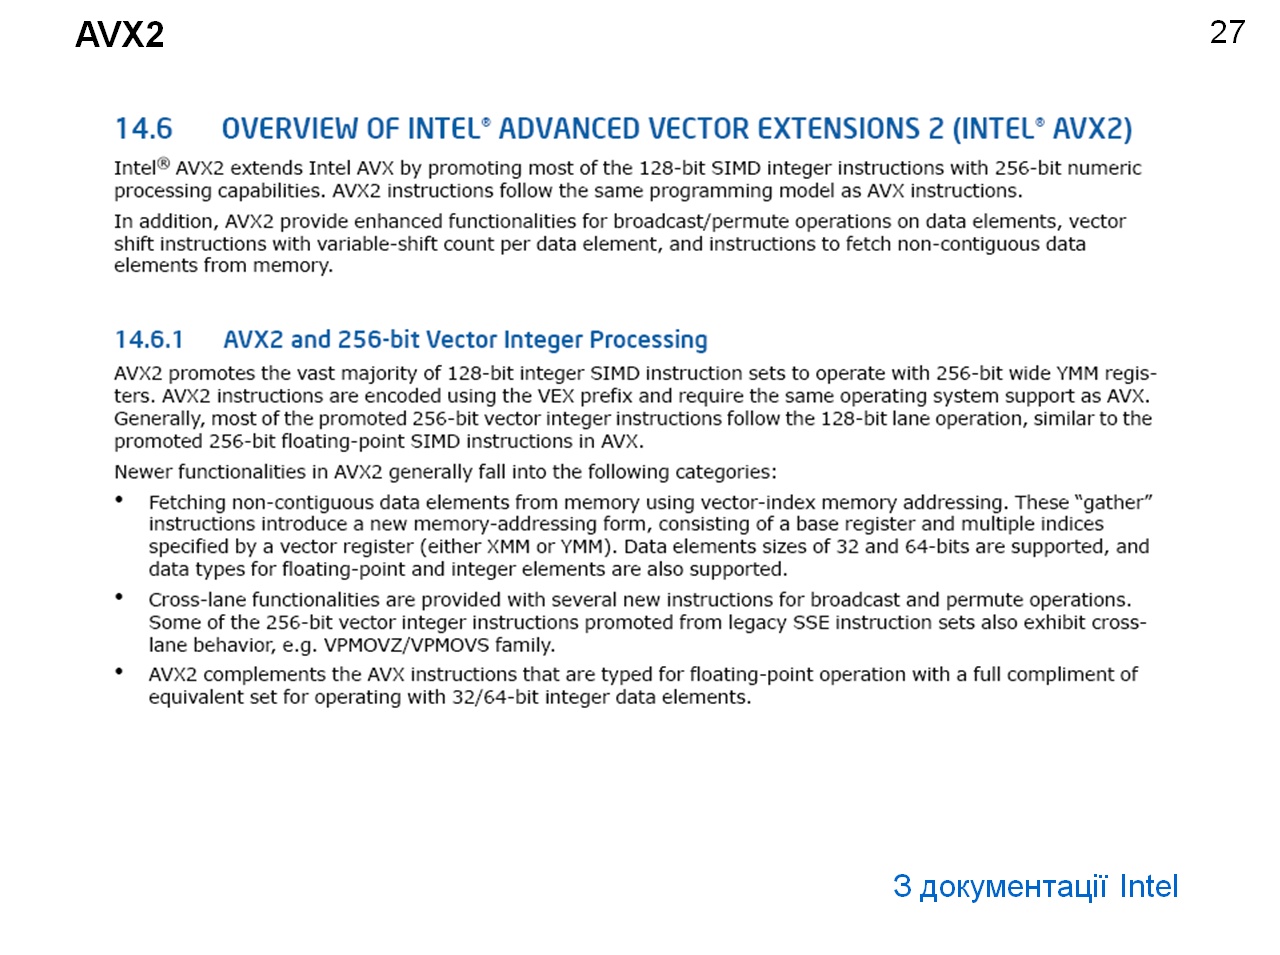 AVX2
27
14.6 OVERVIEW OF INTEL® ADVANCED VECTOR EXTENSIONS 2 (INTEL® AVX2)
Intel® AVX2 extends Intel AVX by promoting most of the 128-bit SIMD integer instructions with 256-bit numeric
processing capabilities. AVX2 instructions follow the same programming model as AVX instructions.
In addition, AVX2 provide enhanced functionalities for broadcast/permute operations on data elements, vector
shift instructions with variable-shift count per data element, and instructions to fetch non-contiguous data
elements from memory.
14.6.1 AVX2 and 256-bit Vector Integer Processing
AVX2 promotes the vast majority of 128-bit integer SIMD instruction sets to operate with 256-bit wide YMM regis-
ters. AVX2 instructions are encoded using the VEX prefix and require the same operating system support as AVX.
Generally, most of the promoted 256-bit vector integer instructions follow the 128-bit lane operation, similar to the
promoted 256-bit floating-point SIMD instructions in AVX.
Newer functionalities in AVX2 generally fall into the following categories:
• Fetching non-contiguous data elements from memory using vector-index memory addressing. These “gather”
instructions introduce a new memory-addressing form, consisting of a base register and multiple indices
specified by a vector register (either XMM or YMM). Data elements sizes of 32 and 64-bits are supported, and
data types for floating-point and integer elements are also supported.
• Cross-lane functionalities are provided with several new instructions for broadcast and permute operations.
Some of the 256-bit vector integer instructions promoted from legacy SSE instruction sets also exhibit cross-
lane behavior, e.g. VPMOVZ/VPMOVS family.
• AVX2 complements the AVX instructions that are typed for floating-point operation with a full compliment of
equivalent set for operating with 32/64-bit integer data elements.
З документації Intel